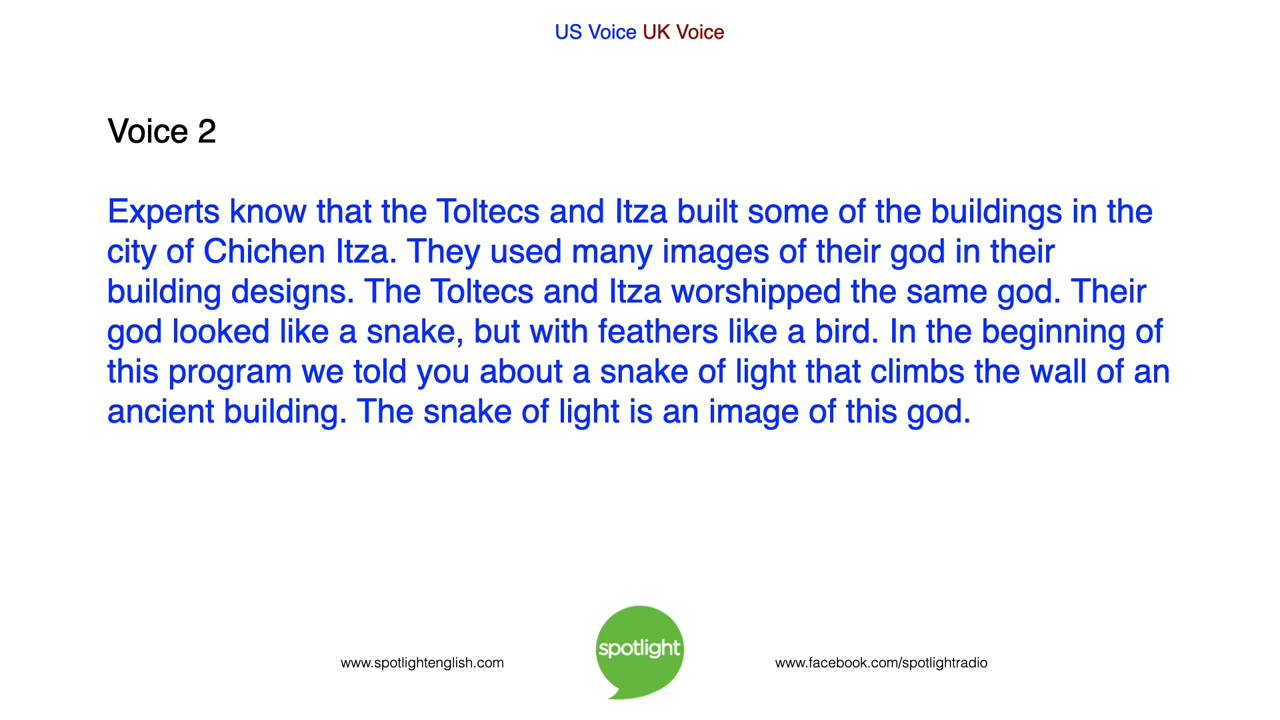 US Voice UK Voice
Voice 2
Experts know that the Toltecs and Itza built some of the buildings in the
city of Chichen Itza. They used many images of their god in their
building designs. The Toltecs and Itza worshipped the same god. Their
god looked like a snake, but with feathers like a bird. In the beginning of
this program we told you about a snake of light that climbs the wall of an
ancient building. The snake of light is an image of this god.
www.spotlightenglish.com
spotlight
www.facebook.com/spotlightradio